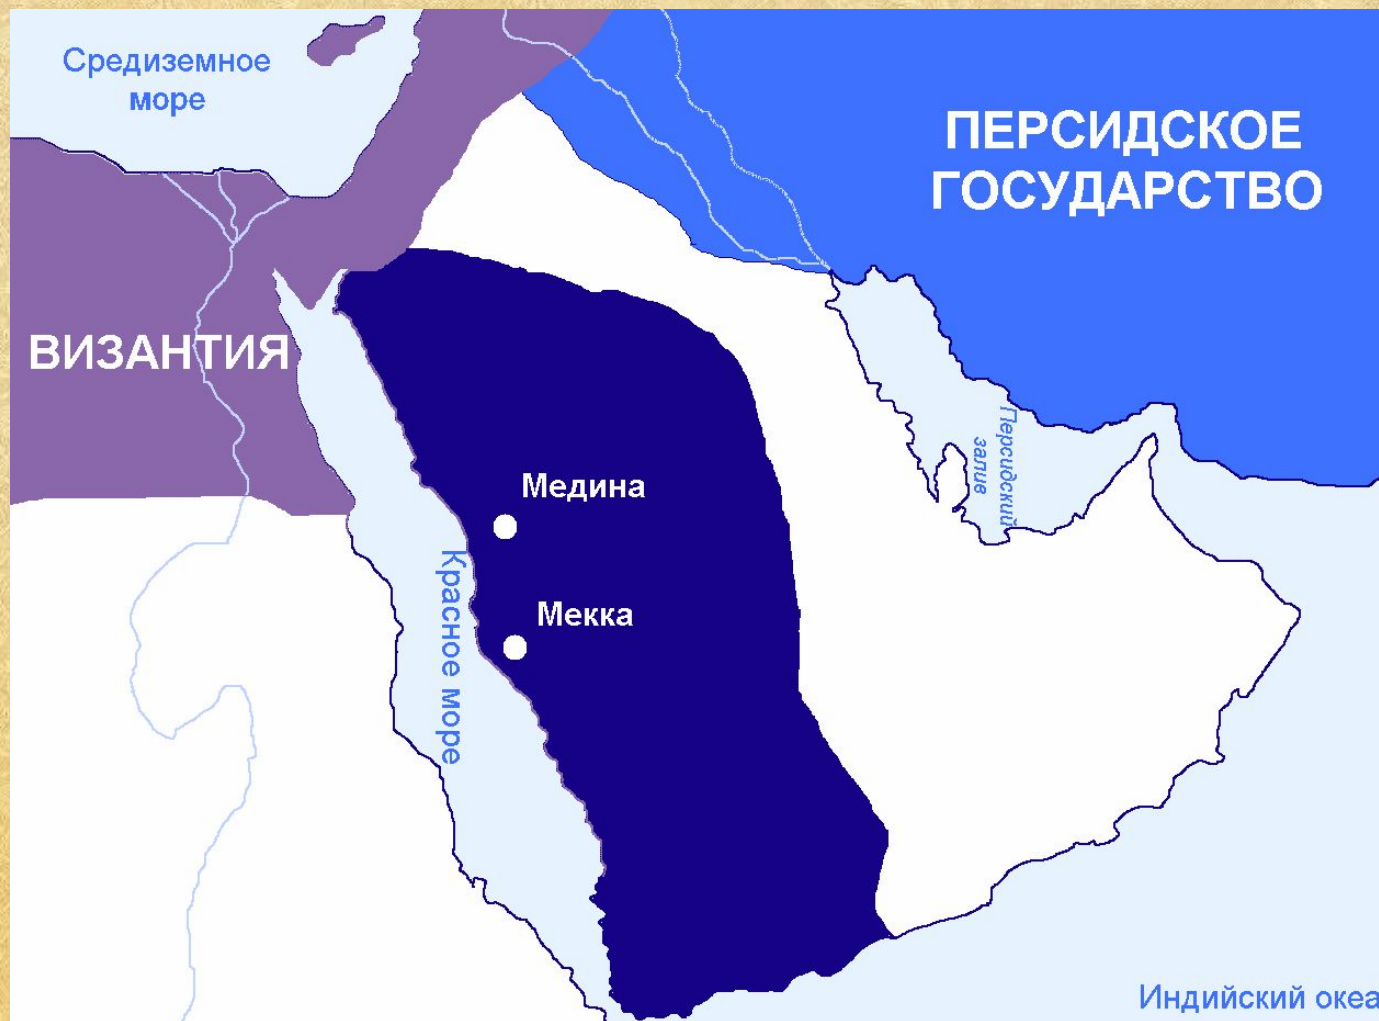 Средиземное
море
ПЕРСИДСКОЕ
ГОСУДАРСТВО
ВИЗАНТИЯ
Персидский
залив
Медина
Красное море
Мекка
Индийский океа